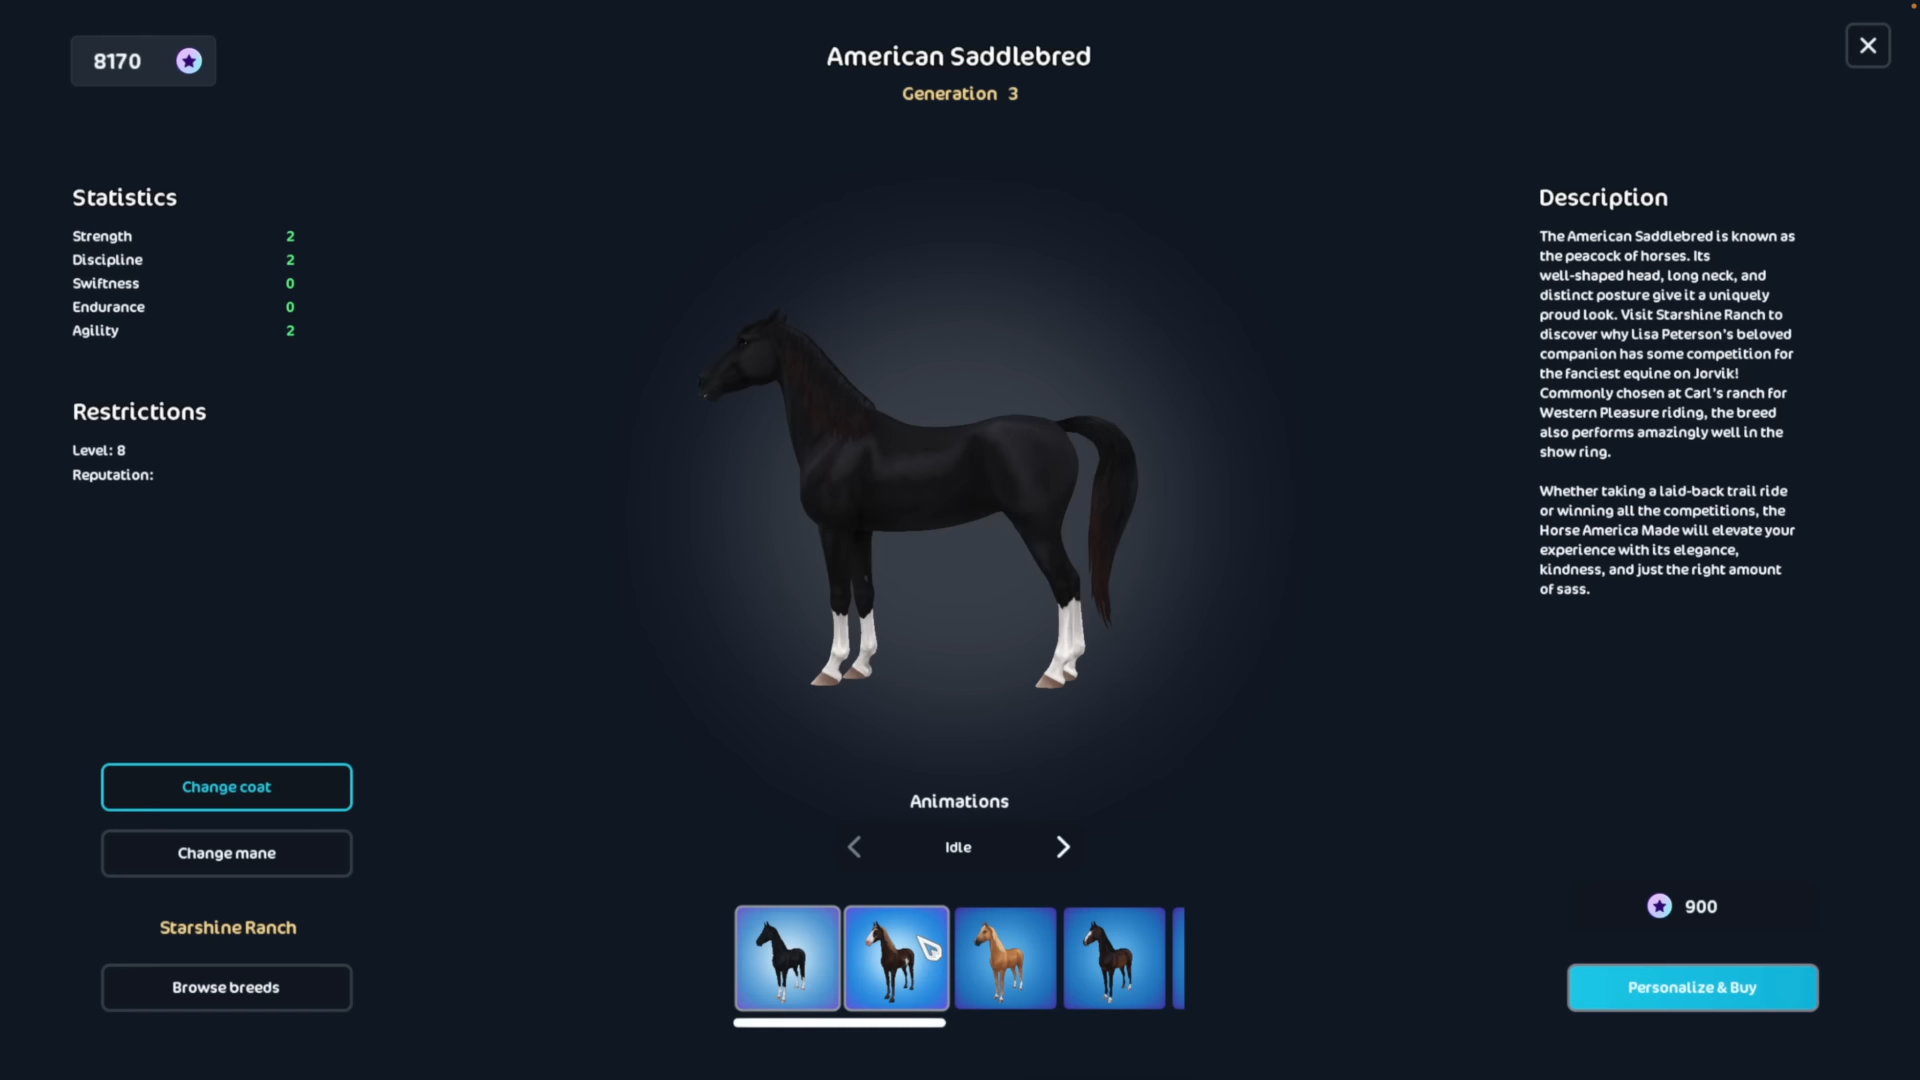 8170
American Saddlebred
Generation 3
Statistics
Strength 2
Discipline 2
Swiftness 0
Endurance 0
Agility 2
Restrictions
Level: 8
Reputation:
Description
The American Saddlebred is known as
the peacock of horses. Its
well-shaped head, long neck, and
distinct posture give it a uniquely
proud look. Visit Starshine Ranch to
discover why Lisa Peterson's beloved
companion has some competition for
the fanciest equine on Jorvik!
Commonly chosen at Carl's ranch for
Western Pleasure riding, the breed
also performs amazingly well in the
show ring.
Whether taking a laid-back trail ride
or winning all the competitions, the
Horse America Made will elevate your
experience with its elegance,
kindness, and just the right amount
of sass.
Change coat
Change mane
Starshine Ranch
Browse breeds
Animations
Idle
900
Personalize & Buy